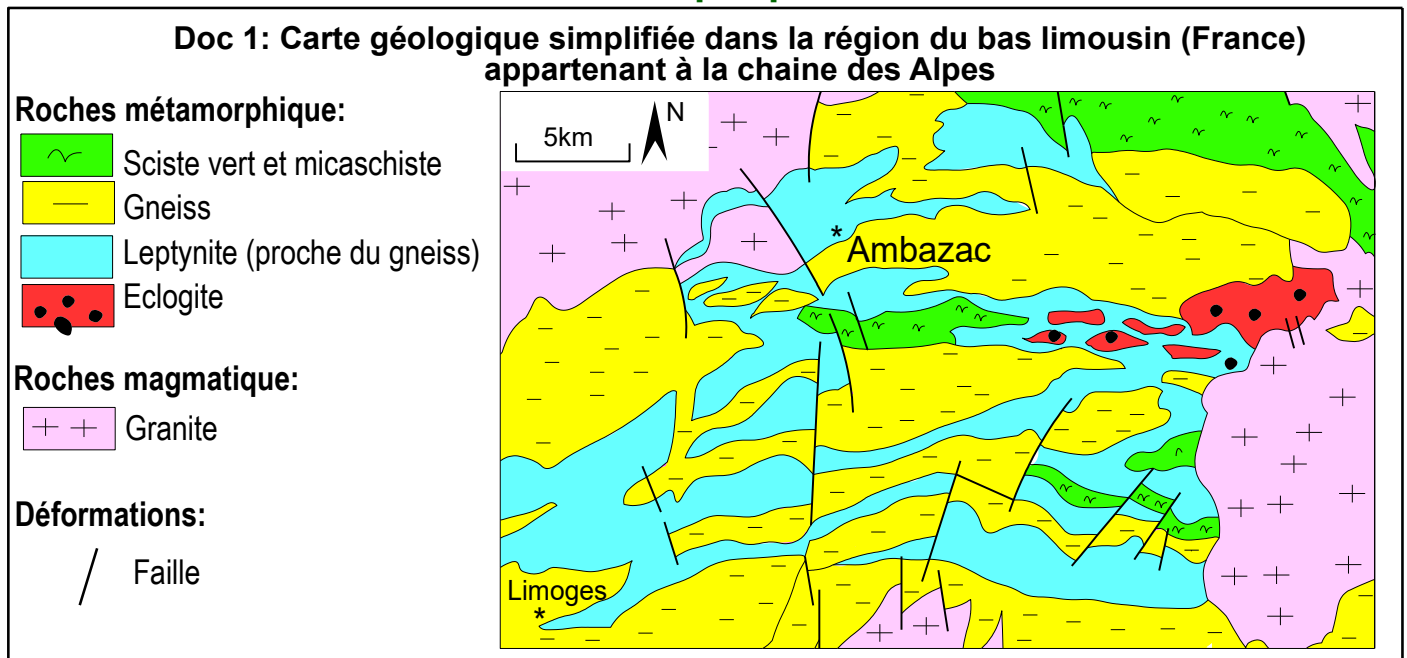 Doc 1: Carte géologique simplifiée dans la région du bas limousin (France)
appartenant à la chaine des Alpes
Roches métamorphique:
Sciste vert et micaschiste
Gneiss
Leptynite (proche du gneiss)
Eclogite
Roches magmatique:
Granite
Déformations:
Faille
5km
N
* Ambazac
Limoges
*